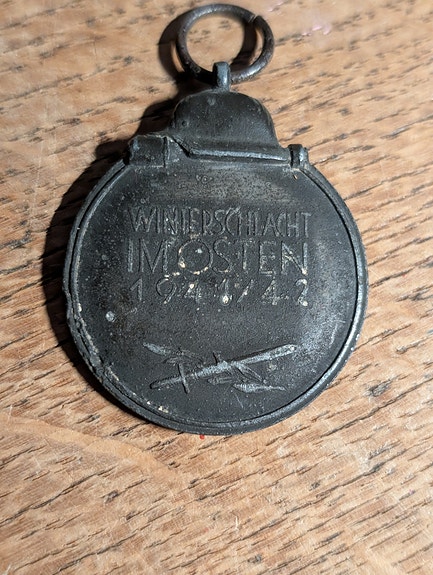 WINTERSCHLACHT
IM OSTEN
1941/42